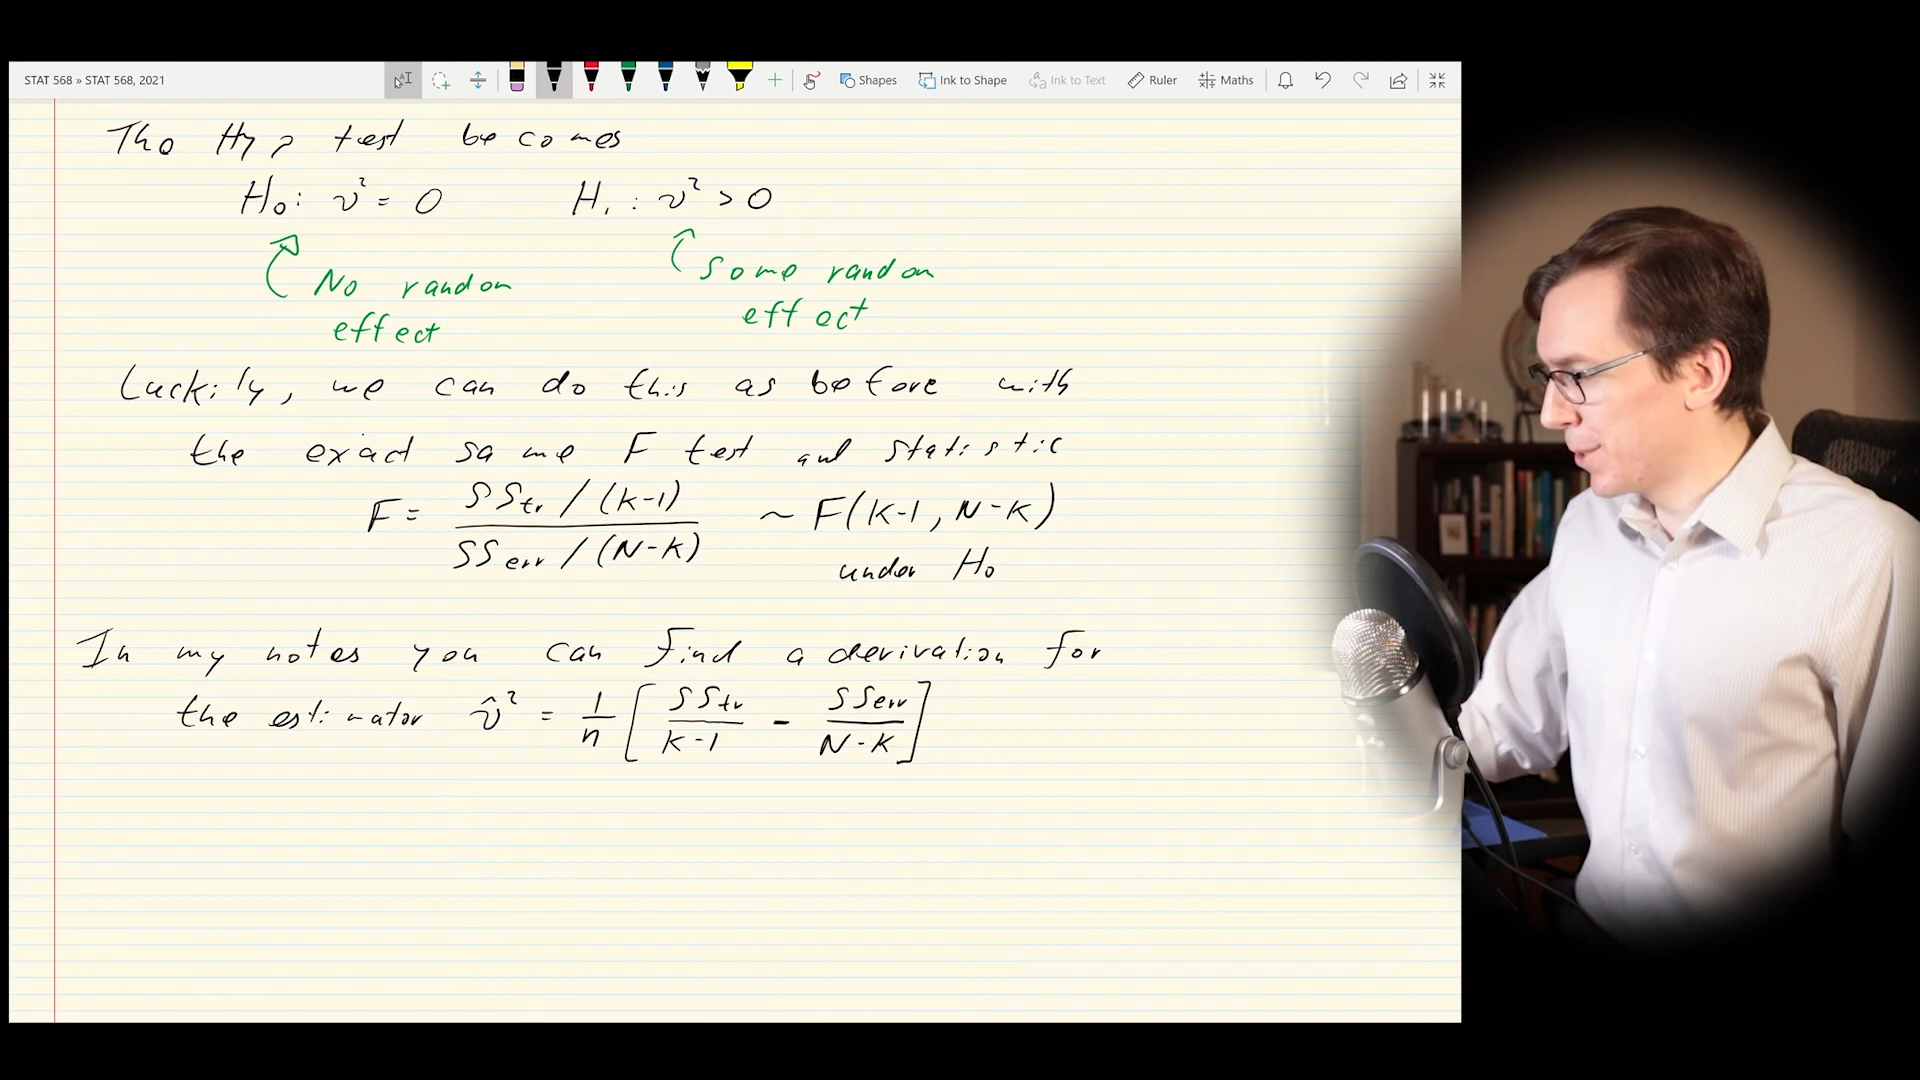 STAT 568 » STAT 568, 2021
Shapes Ink to Shape Ink to Text Ruler Maths
The Hyp test becomes
H₀: ν² = 0 H₁: ν² > 0
No random effect
Some random effect
Luckily, we can do this as before with
the exact same F test and statistic
F = SStr / (k-1) / SSerr / (N-k) ~ F(k-1, N-k)
under H₀
In my notes you can find a derivation for
the estimator ν̂² = 1/n [ SStr/k-1 - SSerr/N-k ]